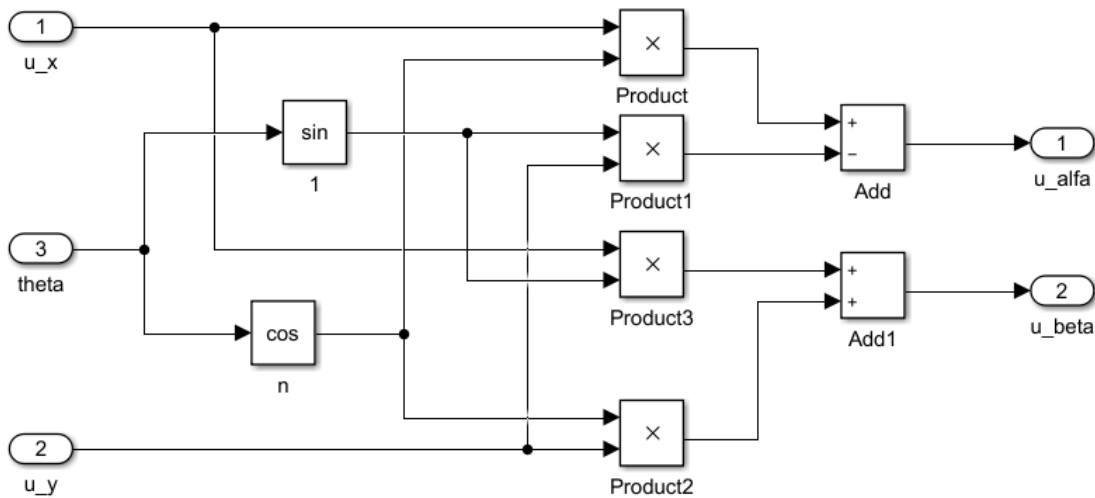 1
u_x
×
Product
sin
1
×
Product1
+
−
Add
1
u_alfa
3
theta
×
Product3
+
+
Add1
2
u_beta
cos
n
2
u_y
×
Product2